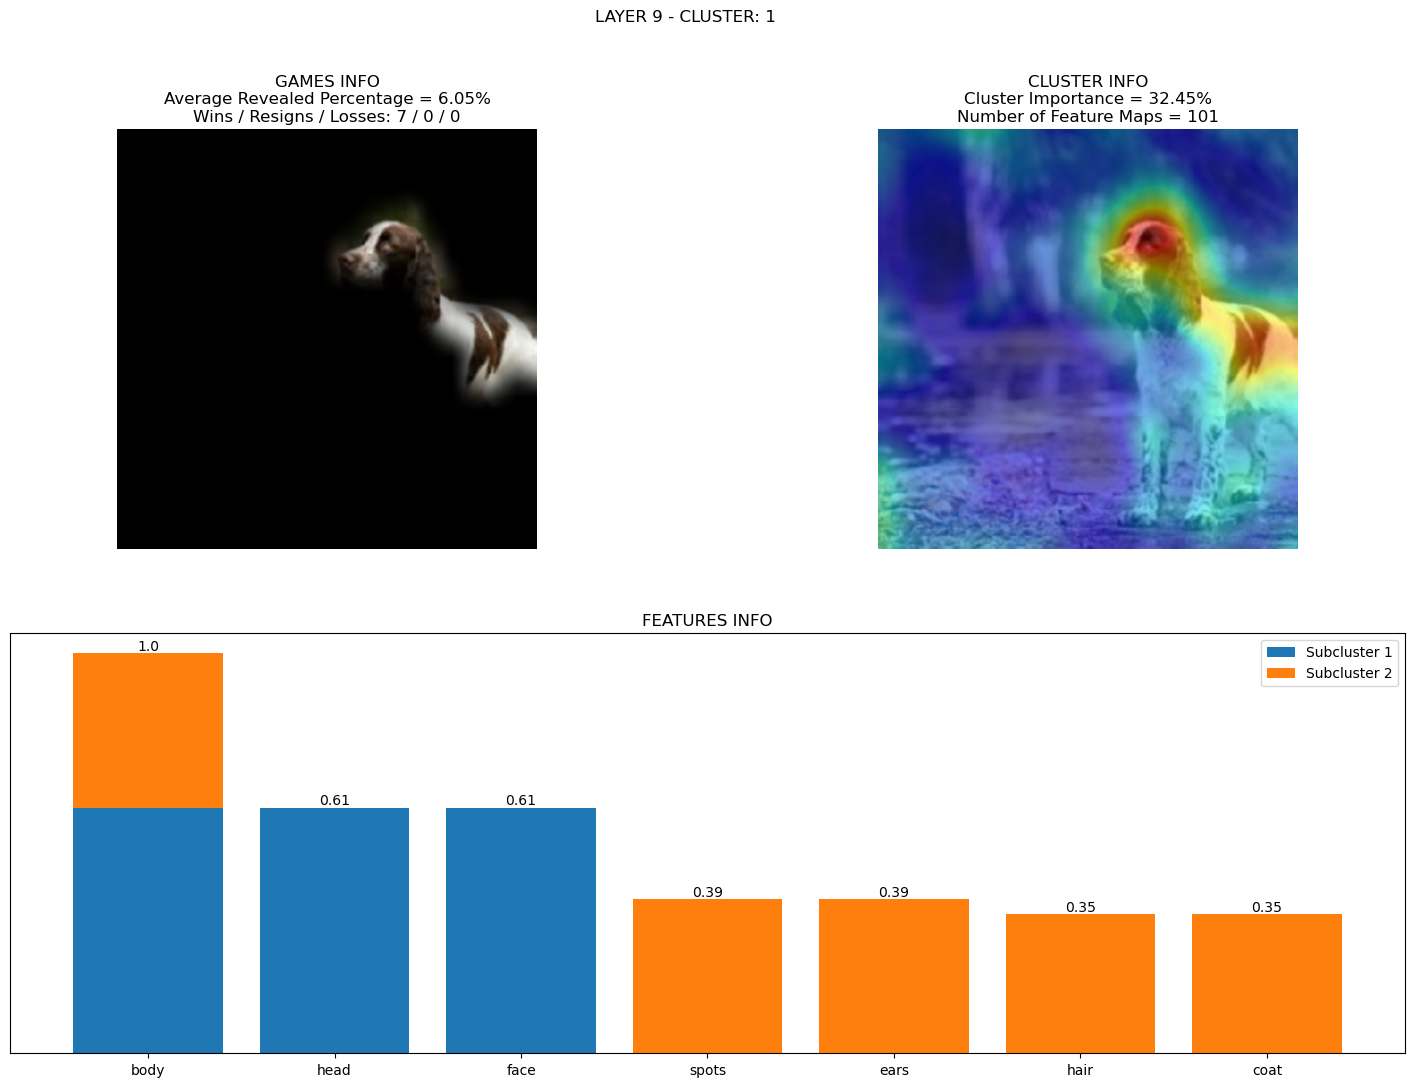 LAYER 9 - CLUSTER: 1
GAMES INFO
Average Revealed Percentage = 6.05%
Wins / Resigns / Losses: 7 / 0 / 0
CLUSTER INFO
Cluster Importance = 32.45%
Number of Feature Maps = 101
FEATURES INFO
Subcluster 1
Subcluster 2
1.0
0.61
0.61
0.39
0.39
0.35
0.35
body
head
face
spots
ears
hair
coat